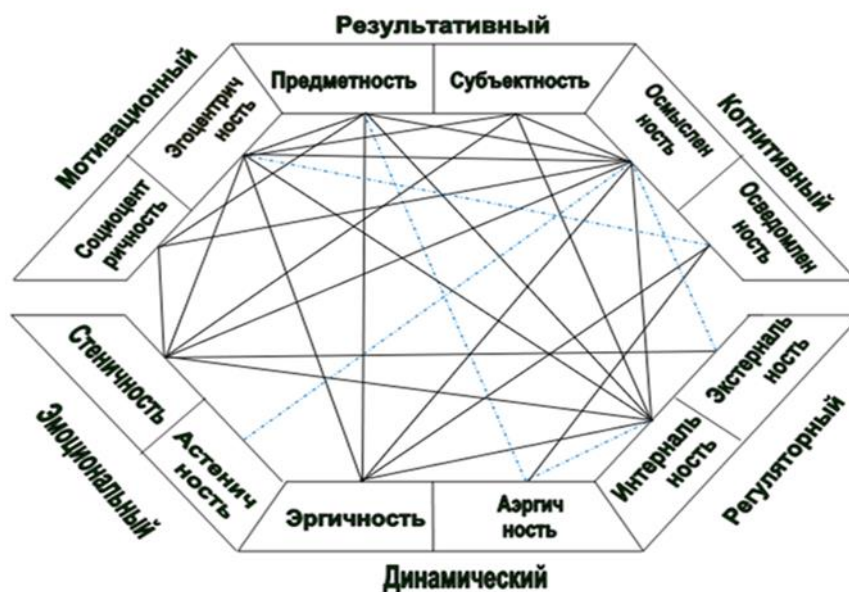 Результативный
Мотивационный
Эгоцентрич
ность
Социоцент
ричность
Предметность
Субъектность
Осмыслен
ность
Осведомлен
ность
Когнитивный
Стеничность
Астенич
ность
Эмоциональный
Эргичность
Аэргич
ность
Динамический
Интерналь
ность
Экстерналь
ность
Регуляторный